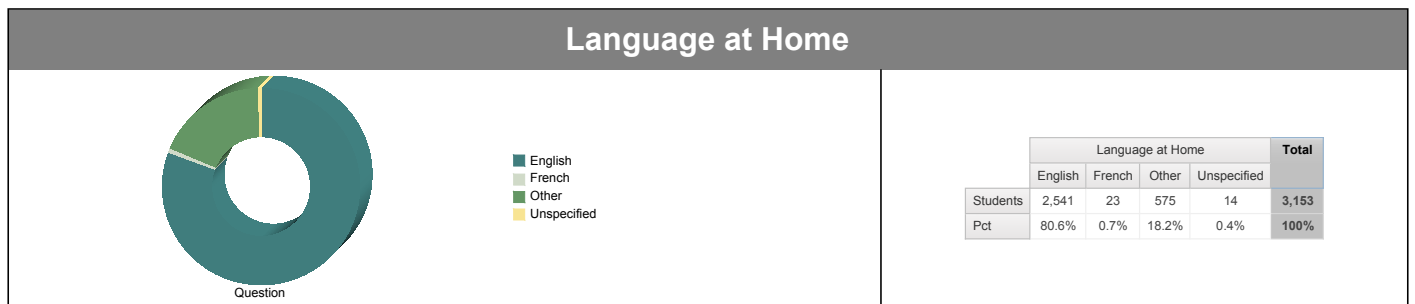 Language at Home
English
French
Other
Unspecified
Question
Language at Home Total
English French Other Unspecified
Students 2,541 23 575 14 3,153
Pct 80.6% 0.7% 18.2% 0.4% 100%